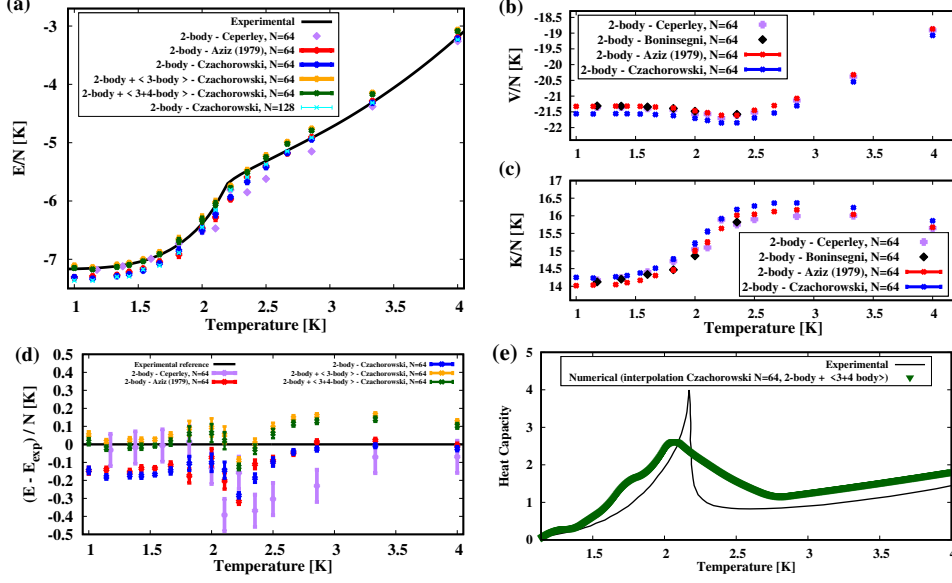 (a)
-3
-4
-5
-6
-7
E/N [K]
Experimental
2-body - Ceperley, N=64
2-body - Aziz (1979), N=64
2-body - Czachorowski, N=64
2-body + < 3-body > - Czachorowski, N=64
2-body + < 3+4-body > - Czachorowski, N=64
2-body - Czachorowski, N=128
1 1.5 2 2.5 3 3.5 4
Temperature [K]
(b)
-18.5
-19
-19.5
-20
-20.5
-21
-21.5
V/N [K]
2-body - Ceperley, N=64
2-body - Boninsegni, N=64
2-body - Aziz (1979), N=64
2-body - Czachorowski, N=64
1 1.5 2 2.5 3 3.5 4
(c)
17
16.5
16
15.5
15
14.5
14
13.5
K/N [K]
2-body - Ceperley, N=64
2-body - Boninsegni, N=64
2-body - Aziz (1979), N=64
2-body - Czachorowski, N=64
1 1.5 2 2.5 3 3.5 4
Temperature [K]
(d)
0.5
0.4
0.3
0.2
0.1
0
-0.1
-0.2
-0.3
-0.4
-0.5
(E - Eexp) / N [K]
Experimental reference
2-body - Ceperley, N=64
2-body - Aziz (1979), N=64
2-body - Czachorowski, N=64
2-body + < 3-body > - Czachorowski, N=64
2-body + < 3+4-body > - Czachorowski, N=64
1 1.5 2 2.5 3 3.5 4
Temperature [K]
(e)
5
4
3
2
1
0
Heat Capacity
Experimental
Numerical (interpolation Czachorowski N=64, 2-body + <3+4 body>)
1.5 2 2.5 3 3.5 4
Temperature [K]